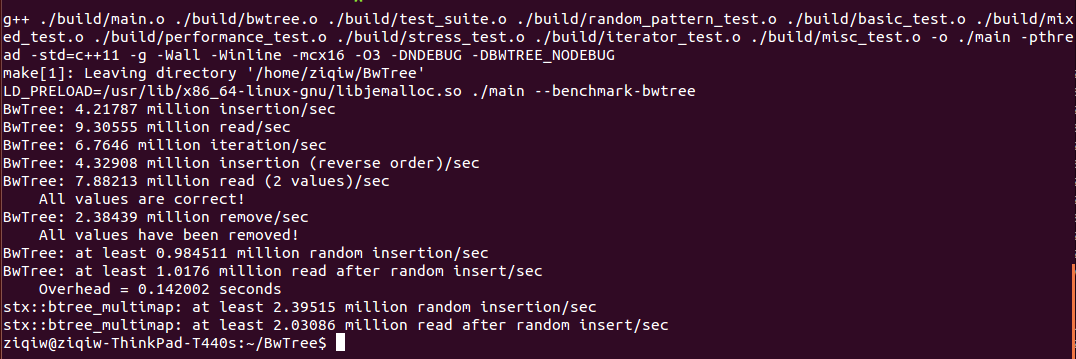 g++ ./build/main.o ./build/bwtree.o ./build/test_suite.o ./build/random_pattern_test.o ./build/basic_test.o ./build/mix
ed_test.o ./build/performance_test.o ./build/stress_test.o ./build/iterator_test.o ./build/misc_test.o -o ./main -pthre
ad -std=c++11 -g -Wall -Winline -mcx16 -O3 -DNDEBUG -DBWTREE_NODEBUG
make[1]: Leaving directory '/home/ziqiw/BwTree'
LD_PRELOAD=/usr/lib/x86_64-linux-gnu/libjemalloc.so ./main --benchmark-bwtree
BwTree: 4.21787 million insertion/sec
BwTree: 9.30555 million read/sec
BwTree: 6.7646 million iteration/sec
BwTree: 4.32908 million insertion (reverse order)/sec
BwTree: 7.88213 million read (2 values)/sec
    All values are correct!
BwTree: 2.38439 million remove/sec
    All values have been removed!
BwTree: at least 0.984511 million random insertion/sec
BwTree: at least 1.0176 million read after random insert/sec
    Overhead = 0.142002 seconds
stx::btree_multimap: at least 2.39515 million random insertion/sec
stx::btree_multimap: at least 2.03086 million read after random insert/sec
ziqiw@ziqiw-ThinkPad-T440s:~/BwTree$